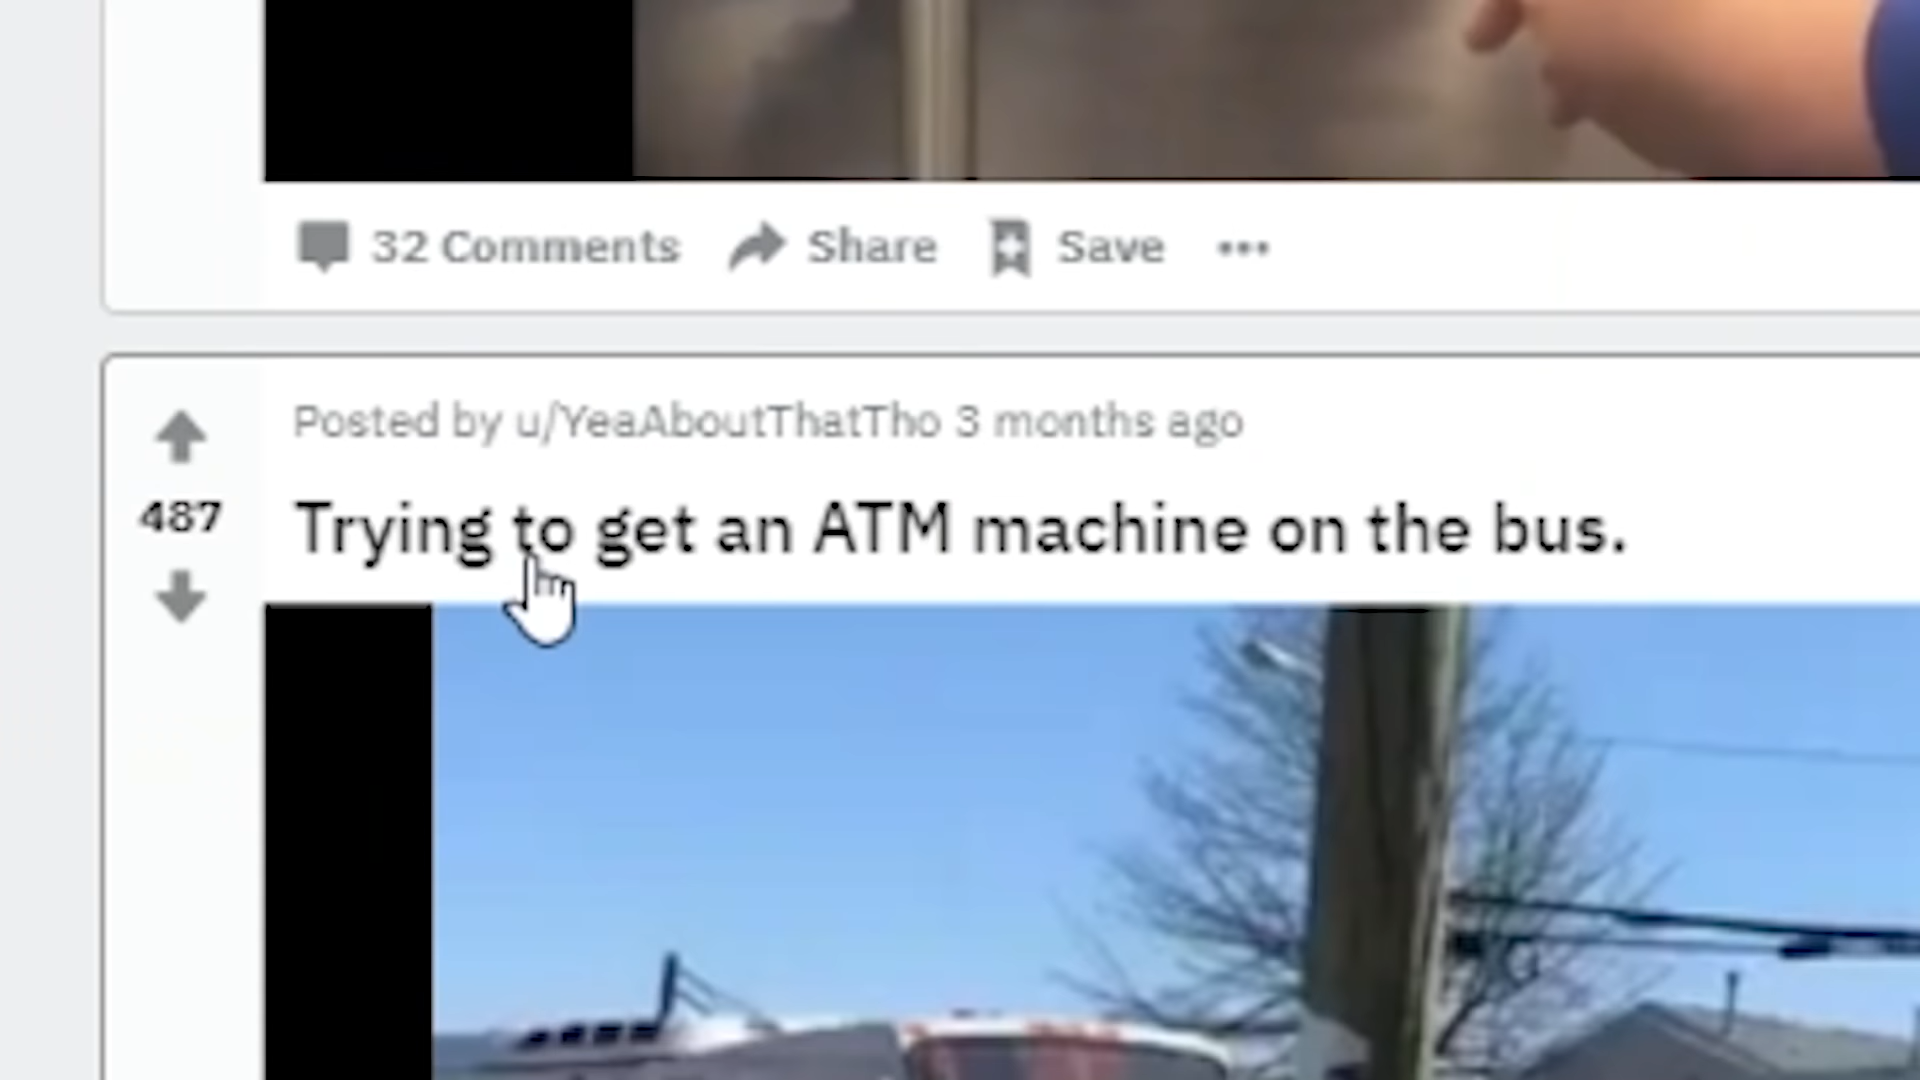 32 Comments Share Save
Posted by u/YeaAboutThatTho 3 months ago
487
Trying to get an ATM machine on the bus.